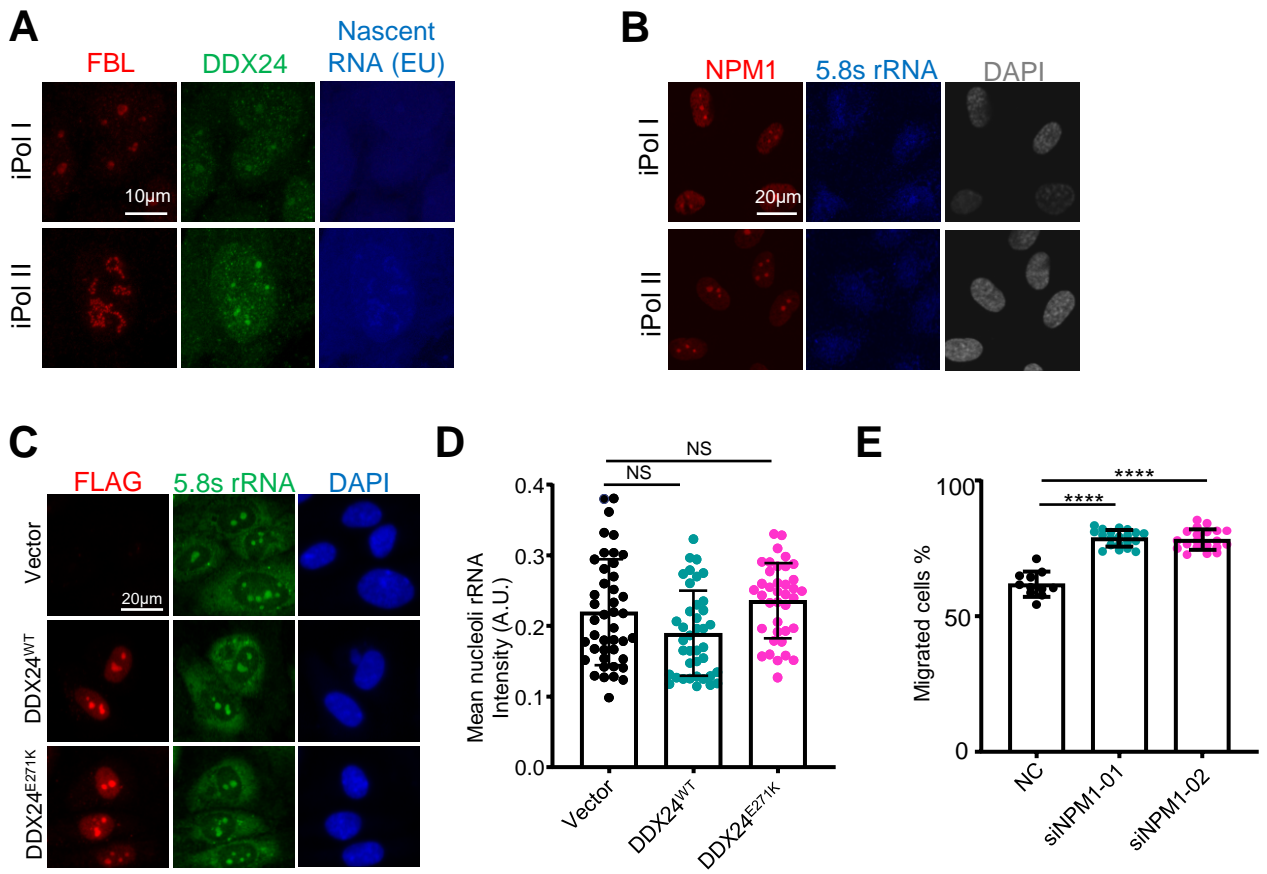 A
FBL
DDX24
Nascent
RNA (EU)
iPol I
10µm
iPol II
B
NPM1
5.8s rRNA
DAPI
iPol I
20µm
iPol II
C
FLAG
5.8s rRNA
DAPI
Vector
20µm
DDX24WT
DDX24E271K
D
NS
NS
Mean nucleoli rRNA
Intensity (A.U.)
0.4
0.3
0.2
0.1
0.0
Vector
DDX24WT
DDX24E271K
E
****
****
Migrated cells %
100
50
0
NC
siNPM1-01
siNPM1-02